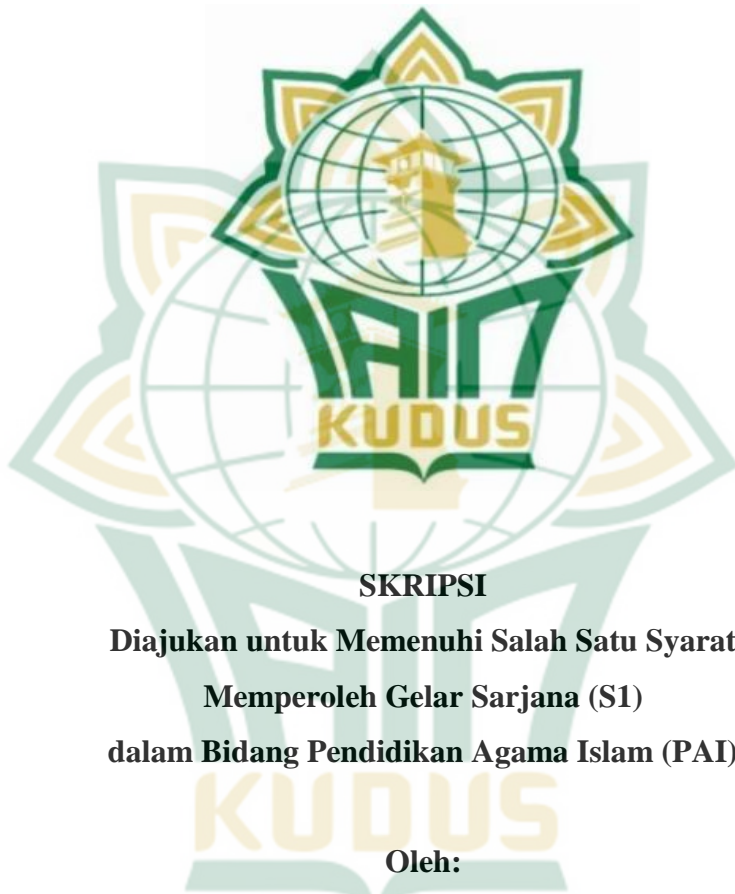 IAIN
KUDUS
SKRIPSI
Diajukan untuk Memenuhi Salah Satu Syarat
Memperoleh Gelar Sarjana (S1)
dalam Bidang Pendidikan Agama Islam (PAI)
KUDUS
Oleh: